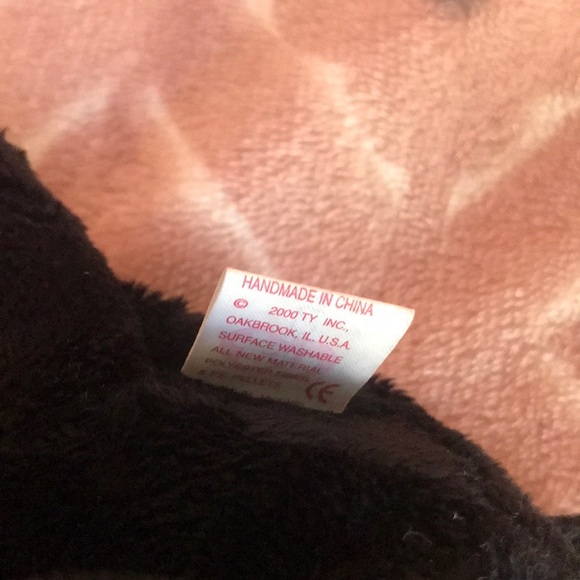 HANDMADE IN CHINA
© 2000 TY INC.,
OAKBROOK, IL. U.S.A.
SURFACE WASHABLE
ALL NEW MATERIAL
POLYESTER FIBER
& P.E. PELLETS
CE